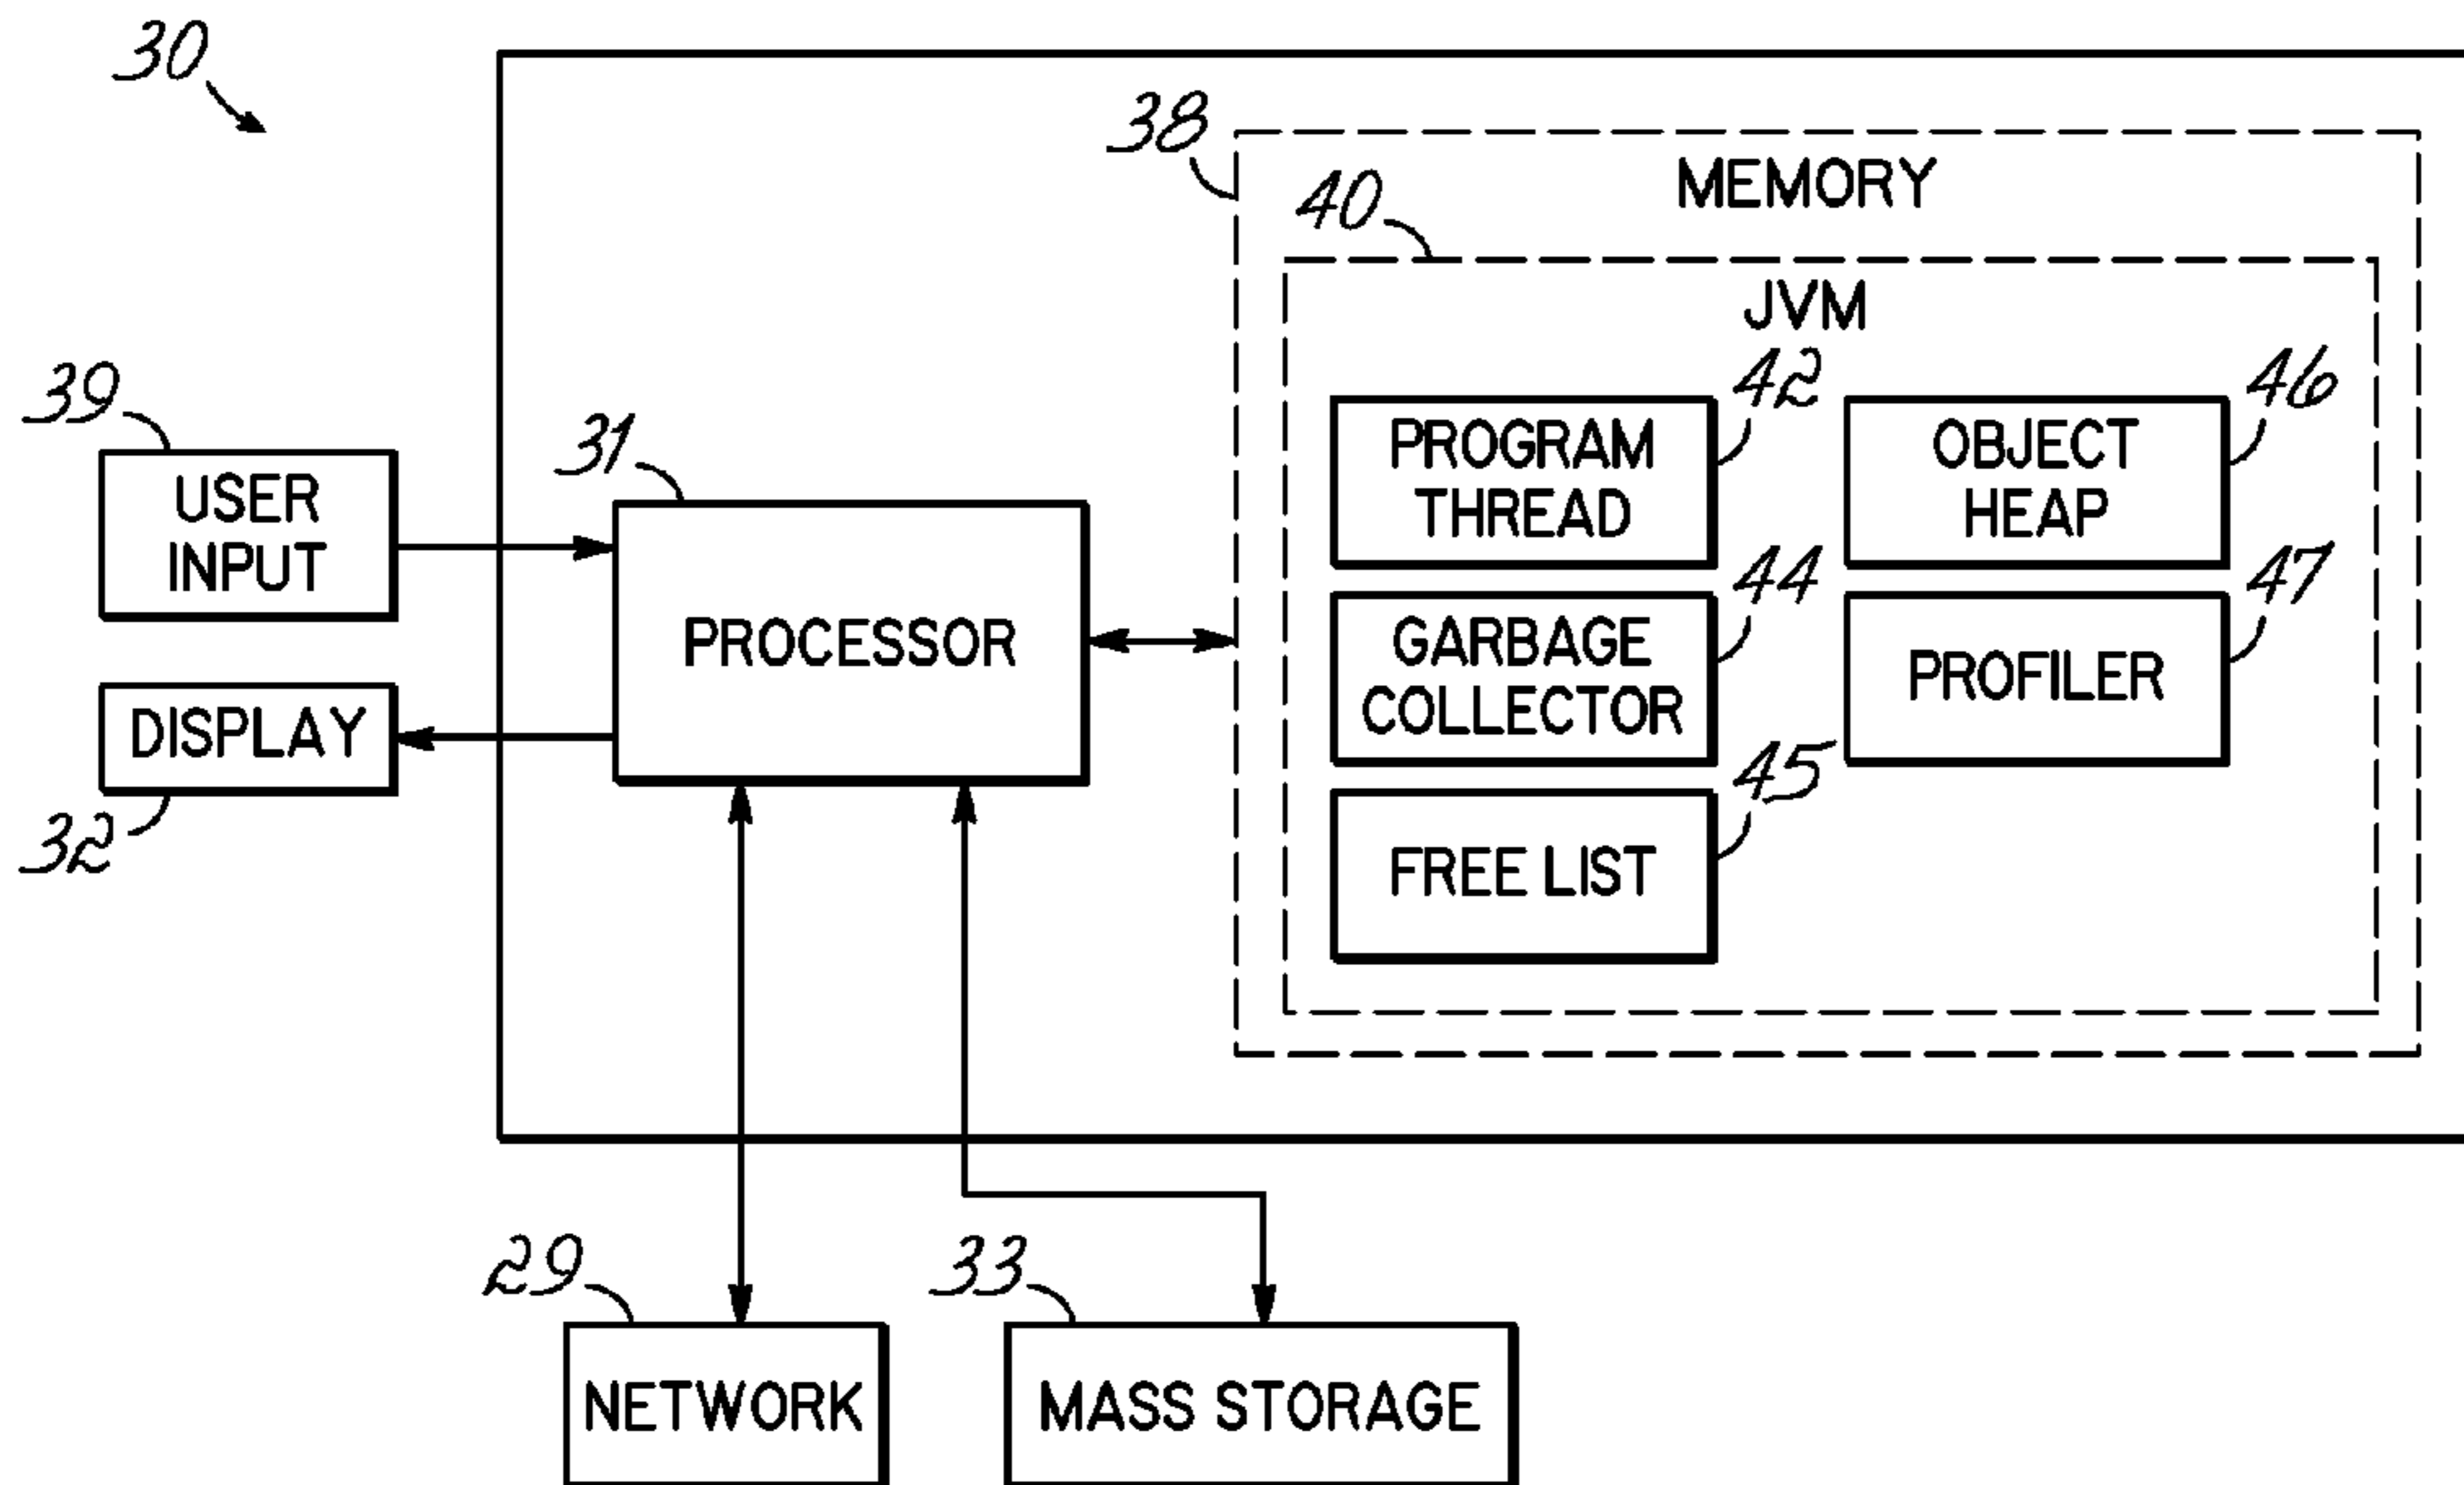 30
38
MEMORY
40
JVM
39
USER
INPUT
31
PROCESSOR
42
PROGRAM
THREAD
46
OBJECT
HEAP
44
GARBAGE
COLLECTOR
47
PROFILER
DISPLAY
32
45
FREE LIST
29
NETWORK
33
MASS STORAGE